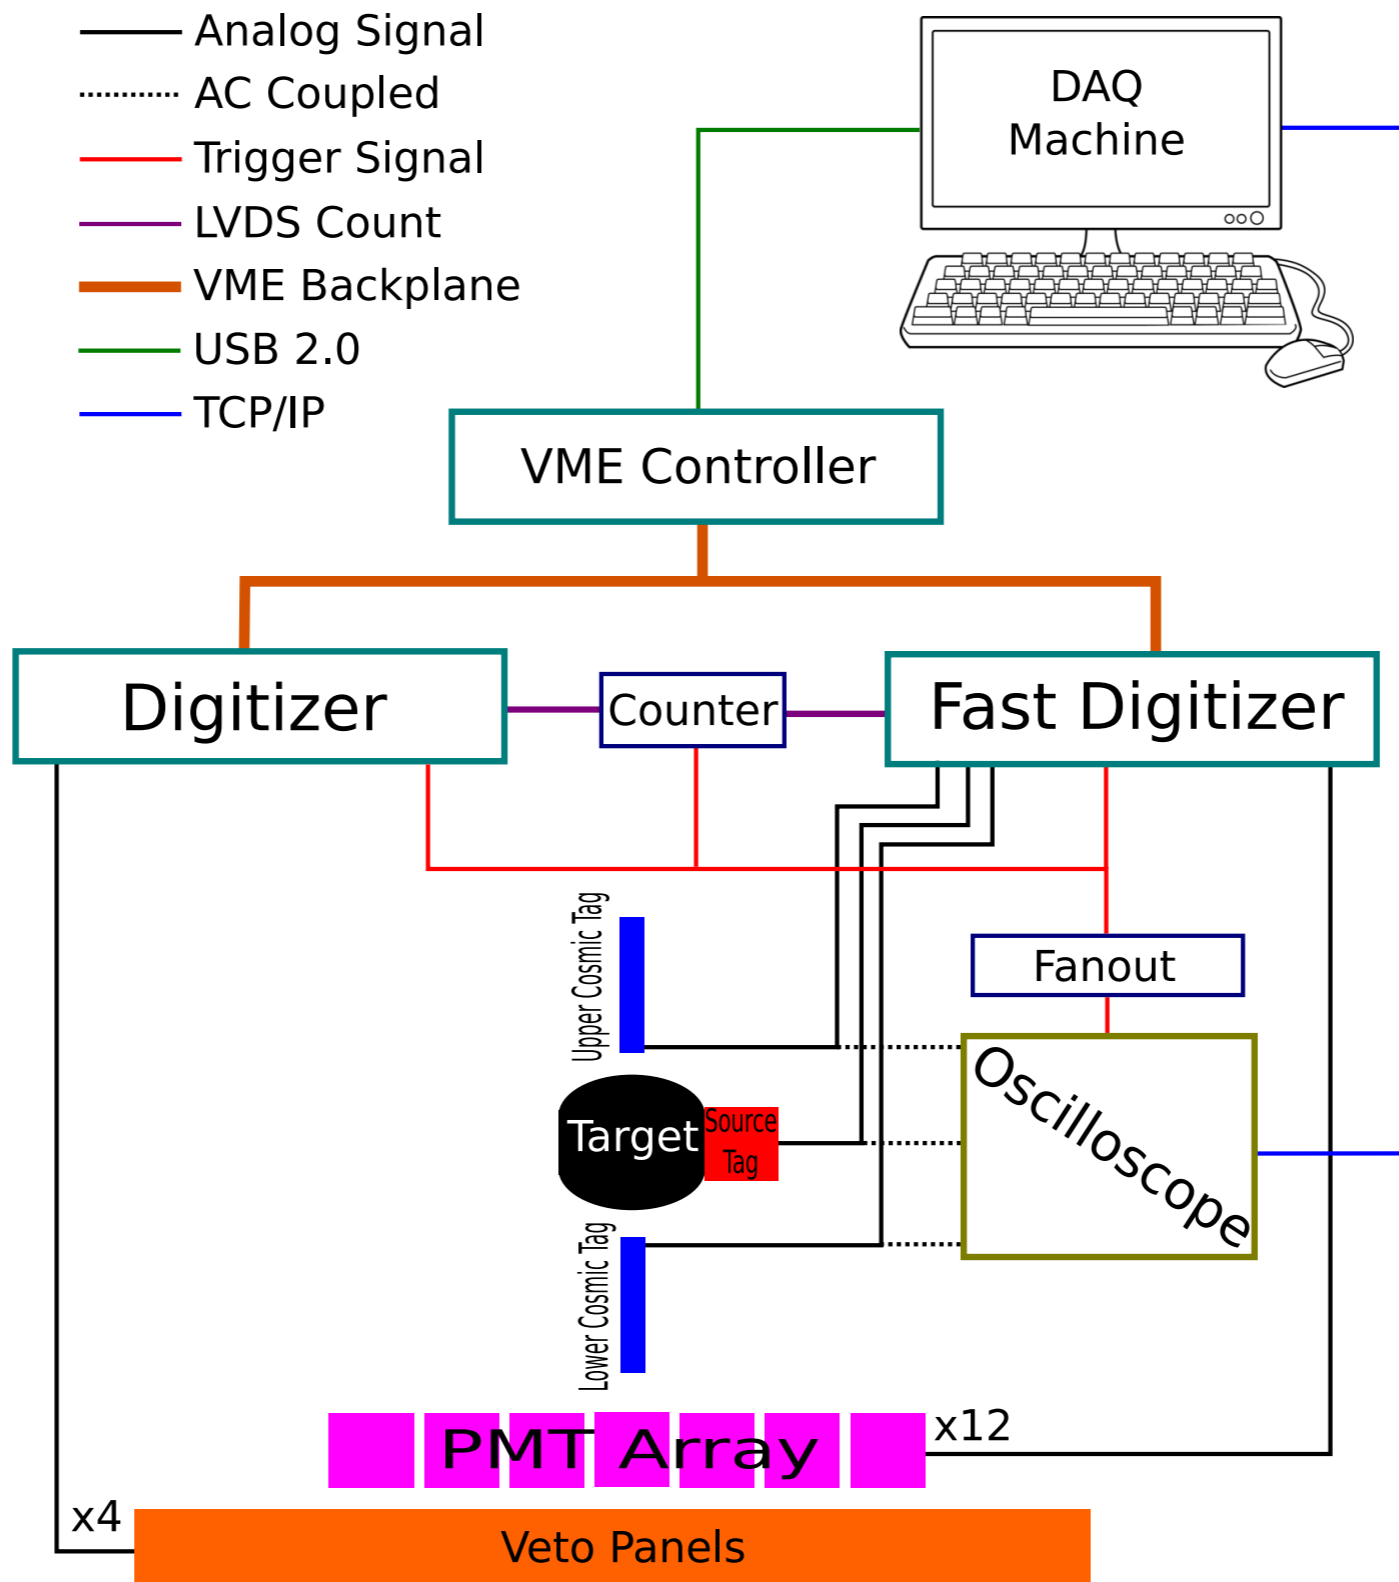 Analog Signal
AC Coupled
Trigger Signal
LVDS Count
VME Backplane
USB 2.0
TCP/IP
DAQ
Machine
VME Controller
Digitizer
Counter
Fast Digitizer
Upper Cosmic Tag
Fanout
Oscilloscope
Target
Source
Tag
Lower Cosmic Tag
PMT Array
x12
x4
Veto Panels